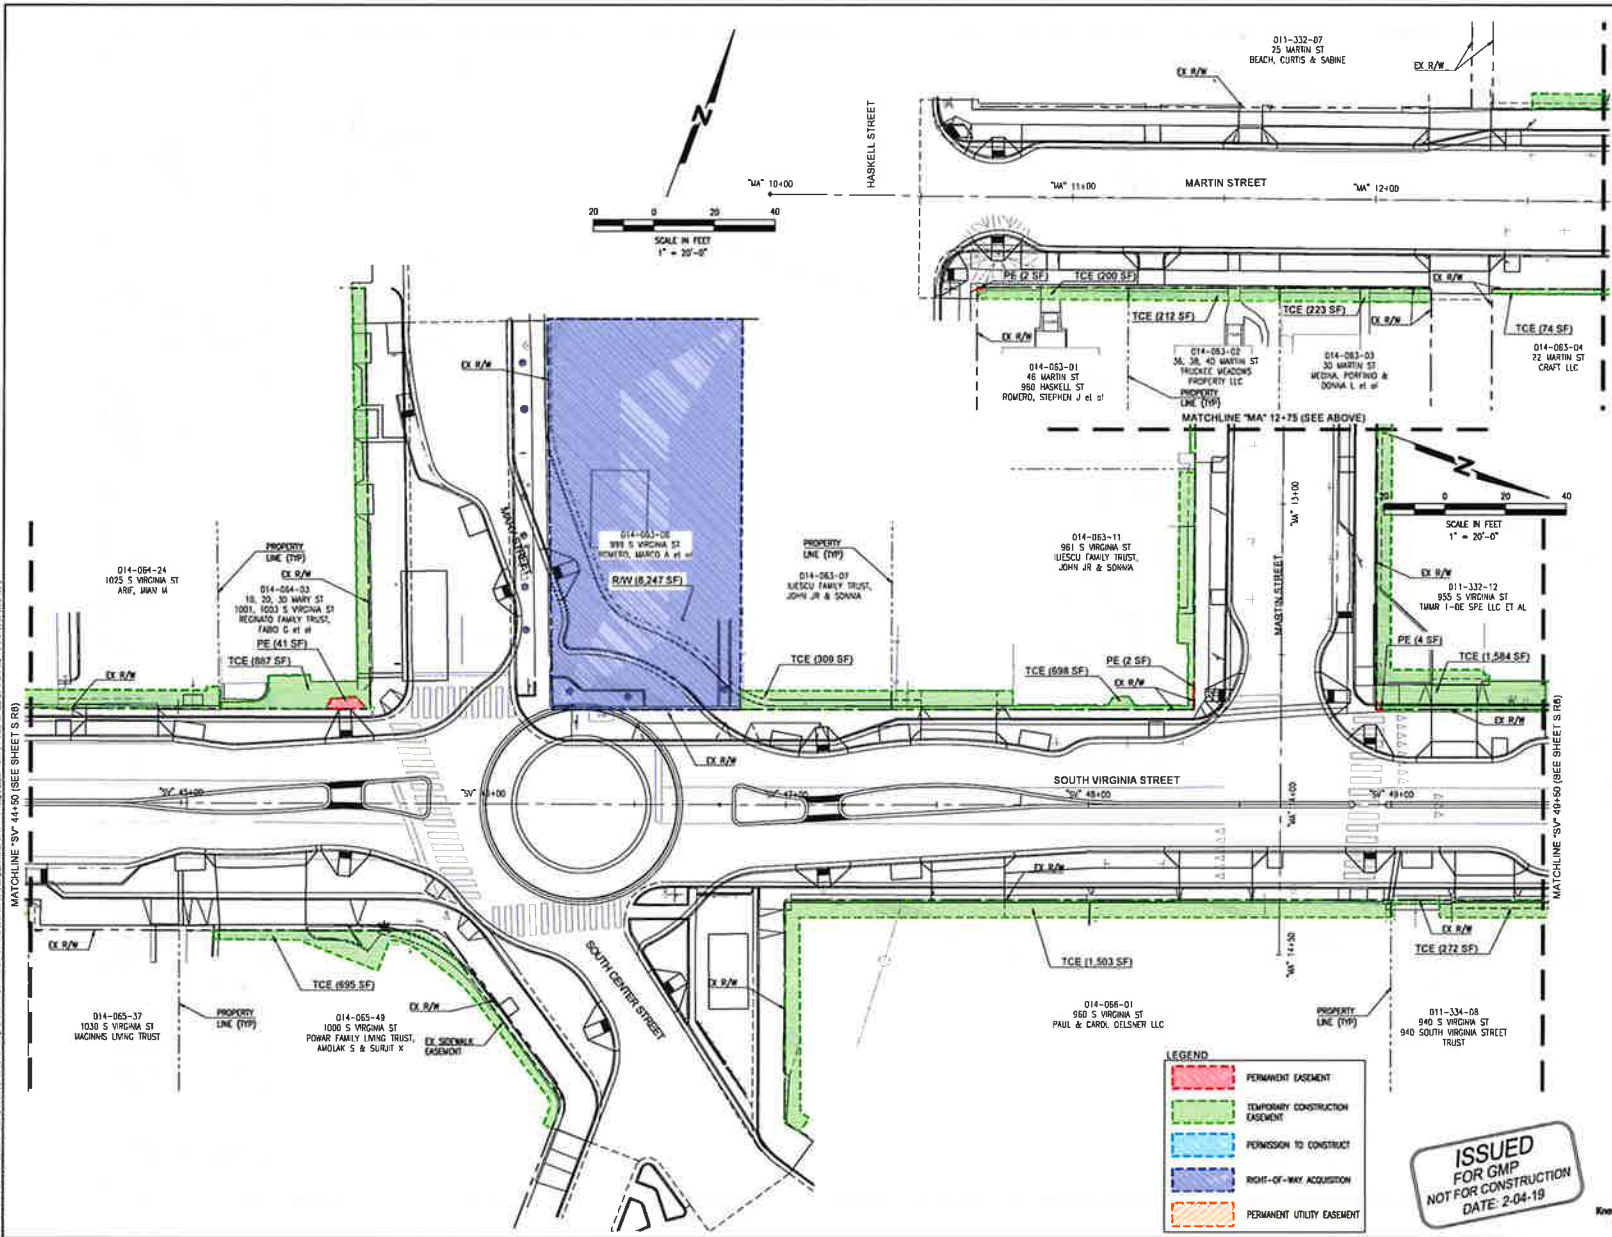 011-332-07
25 MARTIN ST
BEACH, CURTIS & SABINE
EX R/W
EX R/W
HASKELL STREET
N
"MA" 10+00
"MA" 11+00
MARTIN STREET
"MA" 12+00
20 0 20 40
SCALE IN FEET
1" = 20'-0"
PE (2 SF)
TCE (200 SF)
EX R/W
TCE (212 SF)
TCE (223 SF)
EX R/W
TCE (74 SF)
EX R/W
014-063-01
46 MARTIN ST
960 HASKELL ST
ROMERO, STEPHEN J et al
014-063-02
36, 38, 40 MARTIN ST
TRUCKEE MEADOWS
PROPERTY LLC
PROPERTY
LINE (TYP)
014-063-03
30 MARTIN ST
MEDINA, PORFIRIO &
DONNA L et al
014-063-04
22 MARTIN ST
CRAFT LLC
MATCHLINE "MA" 12+75 (SEE ABOVE)
N
20 0 20 40
SCALE IN FEET
1" = 20'-0"
EX R/W
"MA" 13+00
MARTIN STREET
014-064-24
1025 S VIRGINIA ST
ARIF, MIAN M
PROPERTY
LINE (TYP)
EX R/W
014-064-03
10, 20, 30 MARY ST
1001, 1003 S VIRGINIA ST
REGINATO FAMILY TRUST,
FABIO G et al
PE (41 SF)
TCE (887 SF)
EX R/W
MARY STREET
014-063-08
999 S VIRGINIA ST
ROMERO, MARCO A et al
R/W (8,247 SF)
PROPERTY
LINE (TYP)
014-063-07
IUESCU FAMILY TRUST,
JOHN JR & SONNIA
TCE (309 SF)
014-063-11
961 S VIRGINIA ST
IUESCU FAMILY TRUST,
JOHN JR & SONNIA
TCE (698 SF)
PE (2 SF)
EX R/W
EX R/W
011-332-12
955 S VIRGINIA ST
TMMR I-DE SPE LLC ET AL
PE (4 SF)
TCE (1,584 SF)
EX R/W
EX R/W
MATCHLINE "SV" 44+50 (SEE SHEET S R8)
"SV" 45+00
"SV" 46+00
"SV" 47+00
SOUTH VIRGINIA STREET
"SV" 48+00
"SV" 49+00
"MA" 14+00
MATCHLINE "SV" 49+50 (SEE SHEET S R8)
EX R/W
EX R/W
TCE (695 SF)
EX R/W
SOUTH CENTER STREET
EX R/W
TCE (1,503 SF)
"MA" 14+50
EX R/W
TCE (272 SF)
014-065-37
1030 S VIRGINIA ST
MAGINNIS LIVING TRUST
PROPERTY
LINE (TYP)
014-065-49
1000 S VIRGINIA ST
POWAR FAMILY LIVING TRUST,
AMOLAK S & SURJIT K
EX SIDEWALK
EASEMENT
014-066-01
960 S VIRGINIA ST
PAUL & CAROL OELSNER LLC
PROPERTY
LINE (TYP)
011-334-08
940 S VIRGINIA ST
940 SOUTH VIRGINIA STREET
TRUST
LEGEND
PERMANENT EASEMENT
TEMPORARY CONSTRUCTION
EASEMENT
PERMISSION TO CONSTRUCT
RIGHT-OF-WAY ACQUISITION
PERMANENT UTILITY EASEMENT
ISSUED
FOR GMP
NOT FOR CONSTRUCTION
DATE: 2-04-19